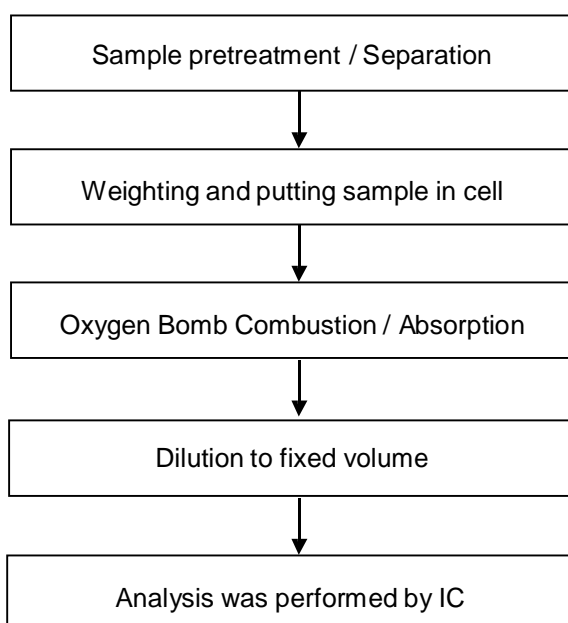 Sample pretreatment / Separation
Weighting and putting sample in cell
Oxygen Bomb Combustion / Absorption
Dilution to fixed volume
Analysis was performed by IC